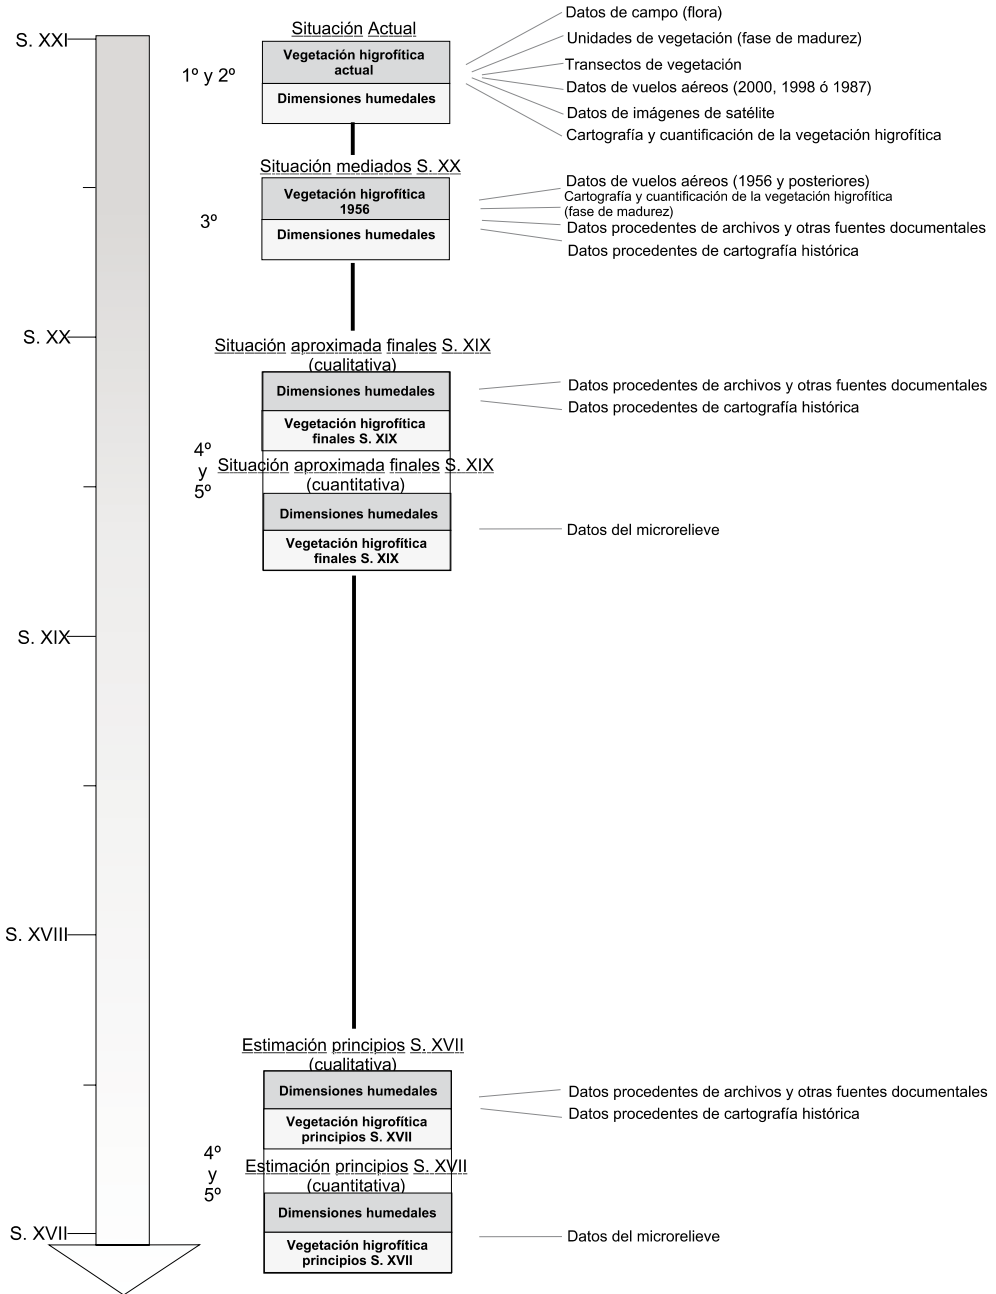 S. XXI
Situación Actual
1º y 2º
Vegetación higrofítica
actual
Dimensiones humedales
Datos de campo (flora)
Unidades de vegetación (fase de madurez)
Transectos de vegetación
Datos de vuelos aéreos (2000, 1998 ó 1987)
Datos de imágenes de satélite
Cartografía y cuantificación de la vegetación higrofítica
Situación mediados S. XX
3º
Vegetación higrofítica
1956
Dimensiones humedales
Datos de vuelos aéreos (1956 y posteriores)
Cartografía y cuantificación de la vegetación higrofítica
(fase de madurez)
Datos procedentes de archivos y otras fuentes documentales
Datos procedentes de cartografía histórica
S. XX
Situación aproximada finales S. XIX
(cualitativa)
Dimensiones humedales
Vegetación higrofítica
finales S. XIX
Datos procedentes de archivos y otras fuentes documentales
Datos procedentes de cartografía histórica
4º
y
5º
Situación aproximada finales S. XIX
(cuantitativa)
Dimensiones humedales
Vegetación higrofítica
finales S. XIX
Datos del microrelieve
S. XIX
S. XVIII
Estimación principios S. XVII
(cualitativa)
Dimensiones humedales
Vegetación higrofítica
principios S. XVII
Datos procedentes de archivos y otras fuentes documentales
Datos procedentes de cartografía histórica
4º
y
5º
Estimación principios S. XVII
(cuantitativa)
Dimensiones humedales
Vegetación higrofítica
principios S. XVII
Datos del microrelieve
S. XVII